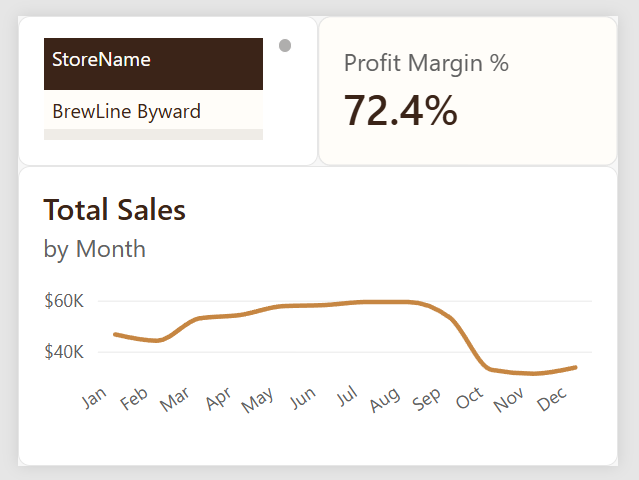 StoreName
BrewLine Byward
Profit Margin %
72.4%
Total Sales
by Month
$60K
$40K
Jan Feb Mar Apr May Jun Jul Aug Sep Oct Nov Dec